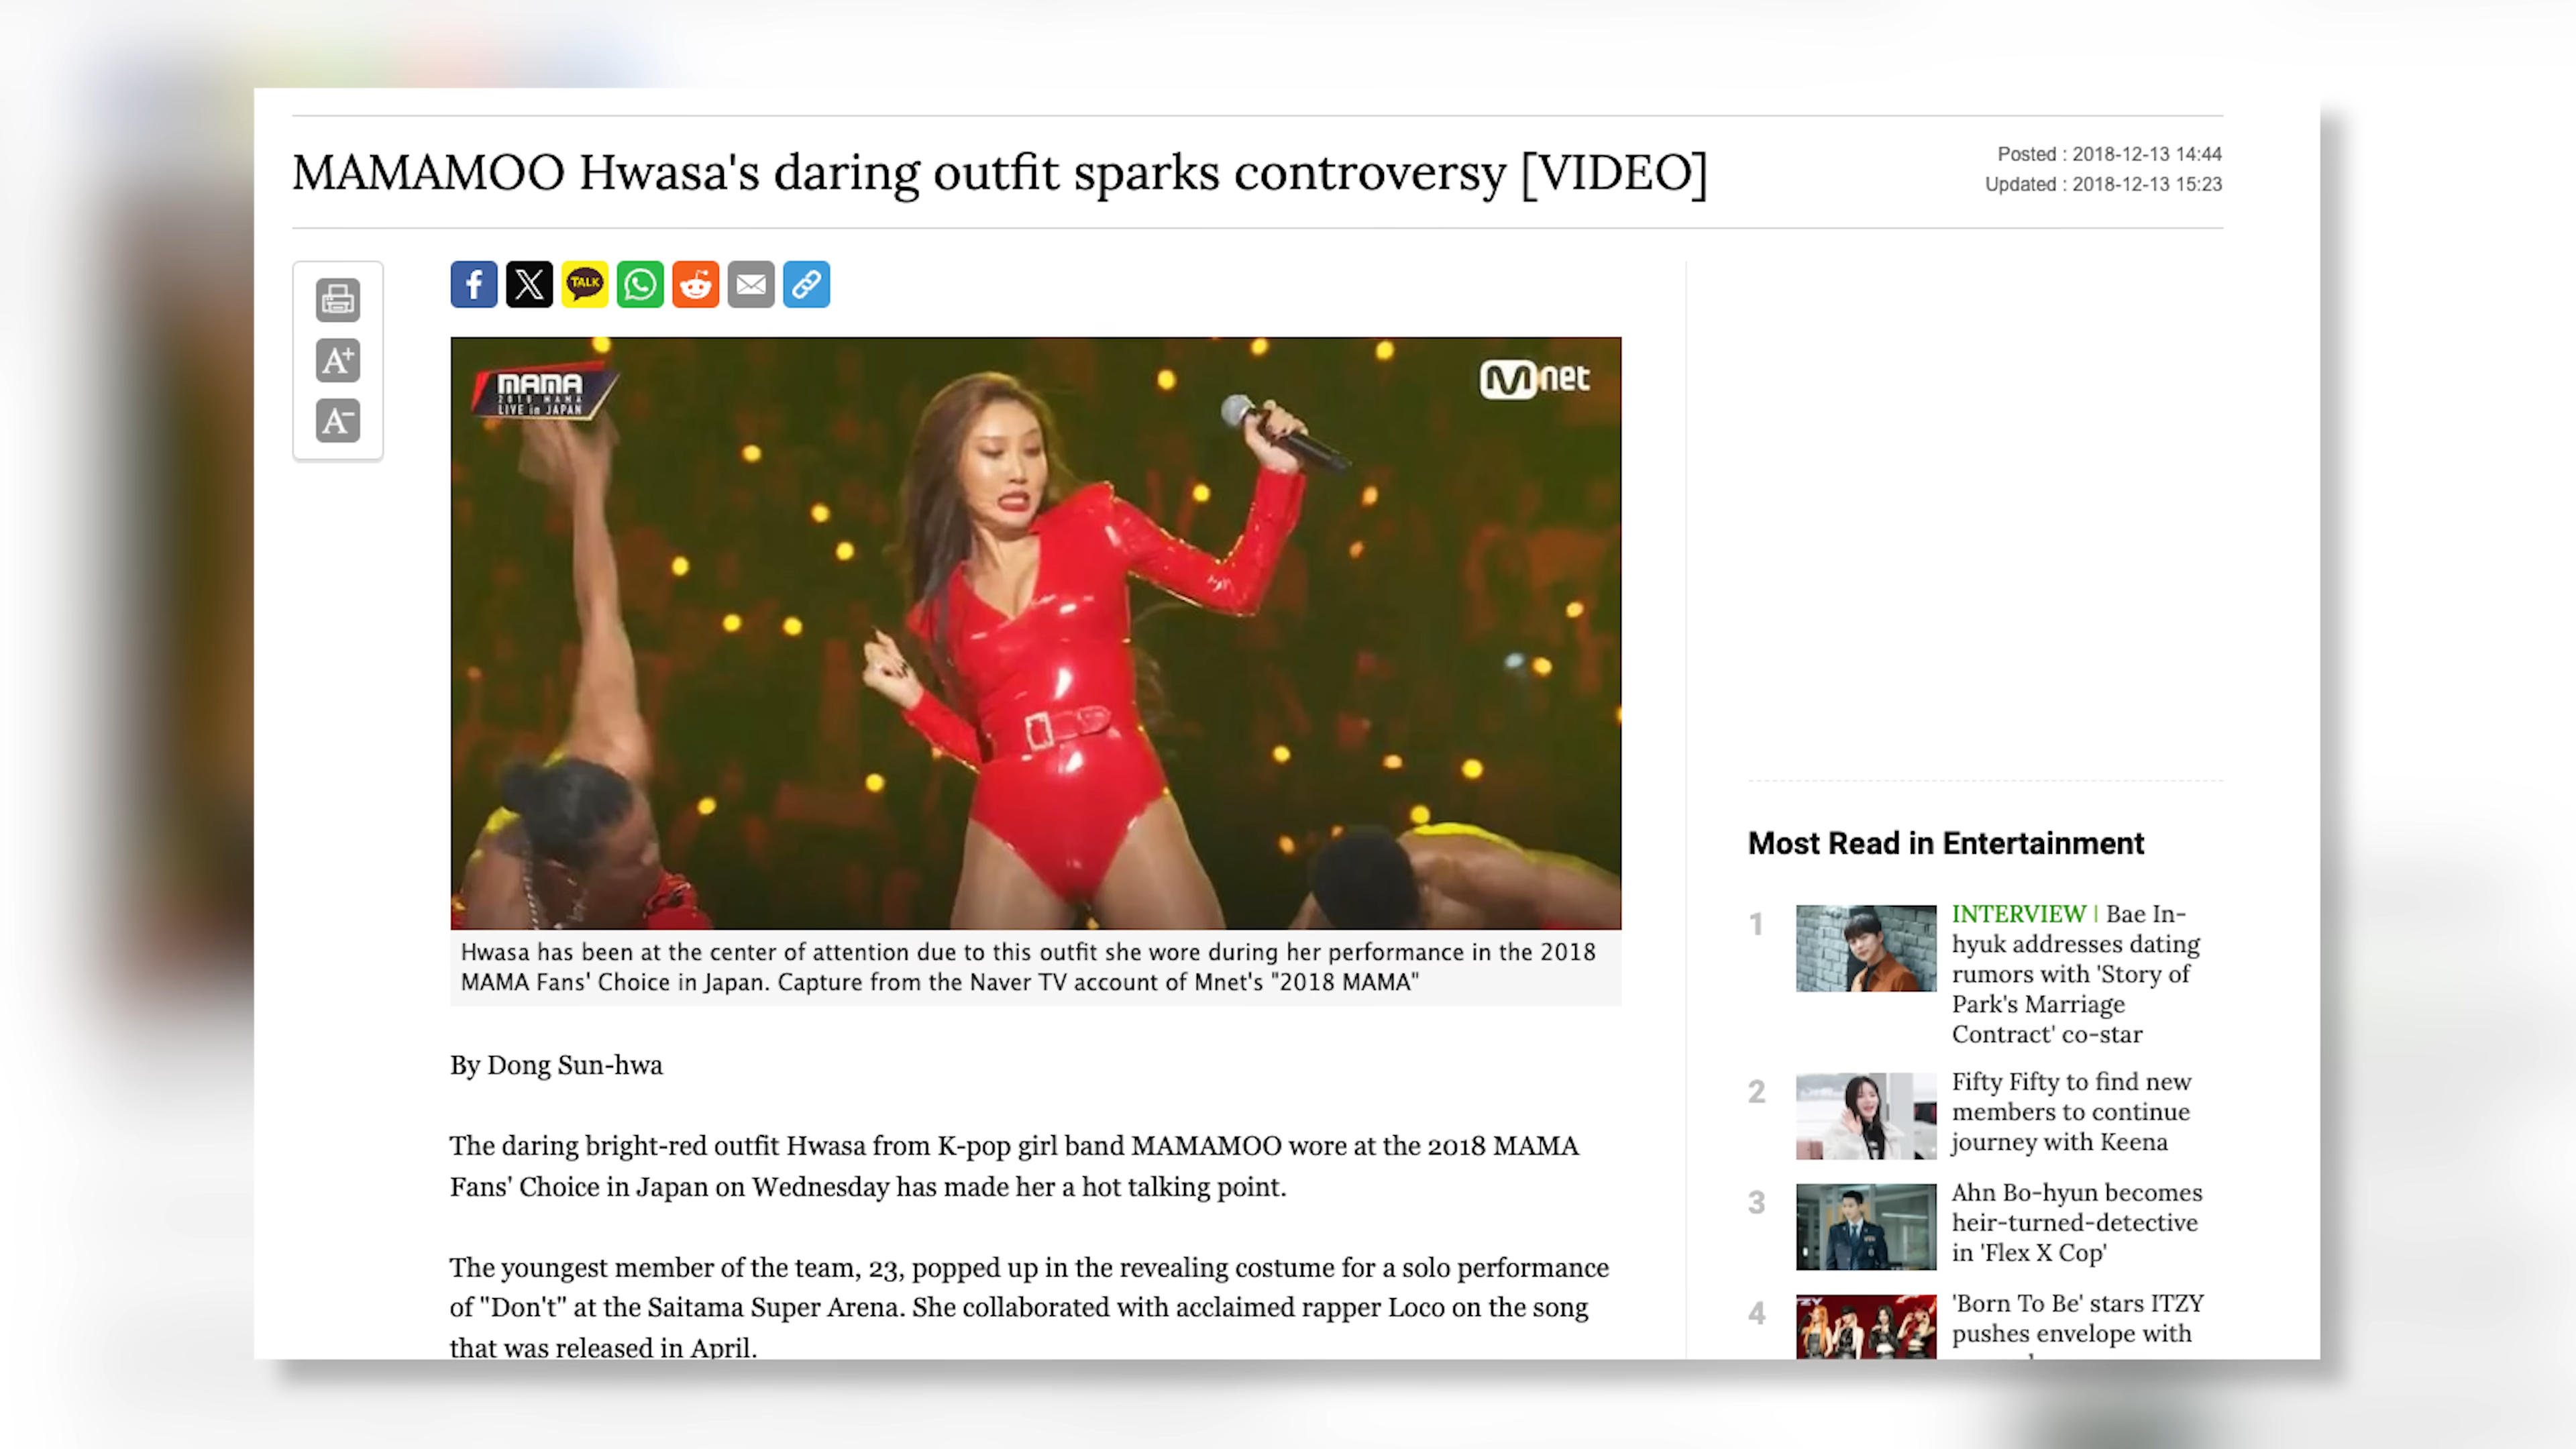 MAMAMOO Hwasa's daring outfit sparks controversy [VIDEO]
Posted : 2018-12-13 14:44
Updated : 2018-12-13 15:23
A+
A-
f
X
TALK
MAMA
2018 MAMA
LIVE in JAPAN
Mnet
Hwasa has been at the center of attention due to this outfit she wore during her performance in the 2018
MAMA Fans' Choice in Japan. Capture from the Naver TV account of Mnet's "2018 MAMA"
By Dong Sun-hwa
The daring bright-red outfit Hwasa from K-pop girl band MAMAMOO wore at the 2018 MAMA
Fans' Choice in Japan on Wednesday has made her a hot talking point.
The youngest member of the team, 23, popped up in the revealing costume for a solo performance
of "Don't" at the Saitama Super Arena. She collaborated with acclaimed rapper Loco on the song
that was released in April.
Most Read in Entertainment
1
INTERVIEW | Bae In-
hyuk addresses dating
rumors with 'Story of
Park's Marriage
Contract' co-star
2
Fifty Fifty to find new
members to continue
journey with Keena
3
Ahn Bo-hyun becomes
heir-turned-detective
in 'Flex X Cop'
4
'Born To Be' stars ITZY
pushes envelope with